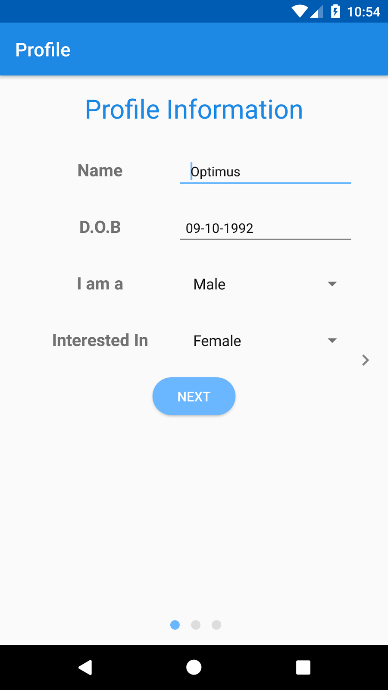 10:54
Profile
Profile Information
Name Optimus
D.O.B 09-10-1992
I am a Male
Interested In Female
NEXT